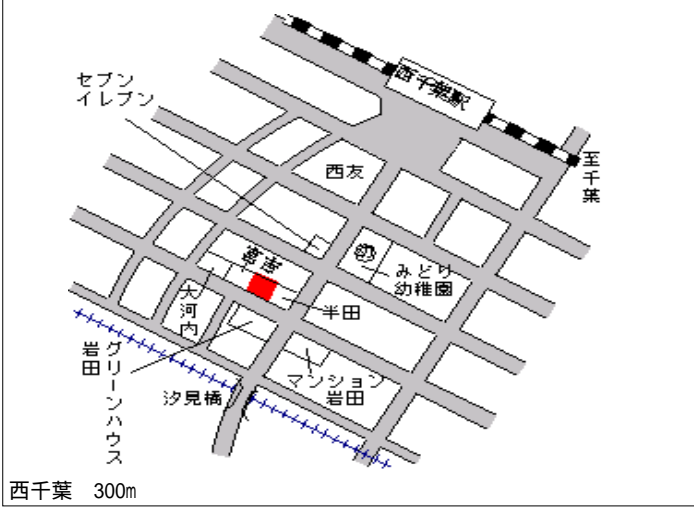 西千葉駅
セブン
イレブン
西友
至千葉
みどり
幼稚園
宮吉
半田
大河内
マンション
岩田
グリーンハウス
岩田
汐見橋
西千葉 300m